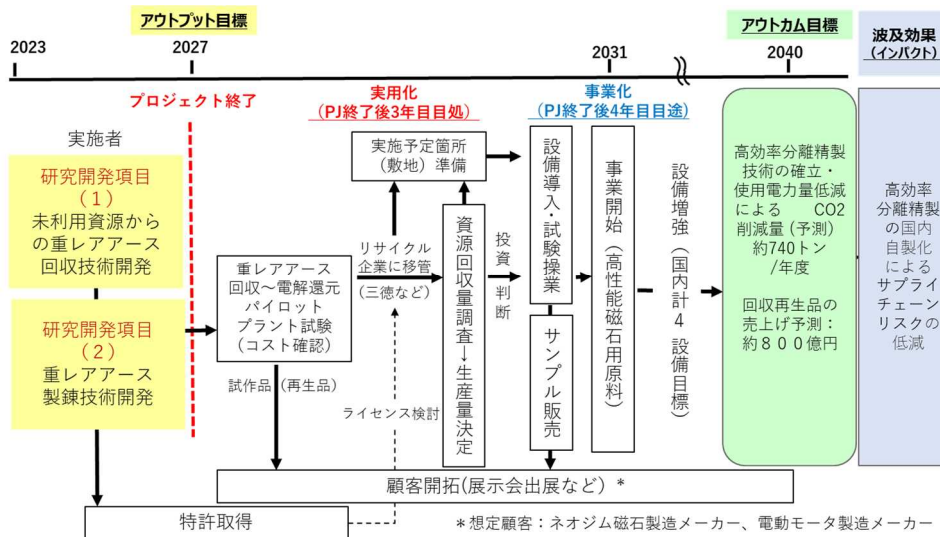 アウトプット目標
アウトカム目標
波及効果
(インパクト)
2023
2027
2031
2040
プロジェクト終了
実用化
(PJ終了後3年目目処)
事業化
(PJ終了後4年目目途)
実施者
研究開発項目
(1)
未利用資源から
の重レアアース
回収技術開発
研究開発項目
(2)
重レアアース
製錬技術開発
重レアアース
回収～電解還元
パイロット
プラント試験
(コスト確認)
試作品
(再生品)
実施予定箇所
(敷地)準備
リサイクル
企業に移管
(三徳など)
ライセンス検討
資源回収量調査→生産量決定
投資
判断
設備導入・試験操業
サンプル販売
事業開始(高性能磁石用原料)
設備増強(国内計4設備目標)
高効率分離精製
技術の確立・
使用電力量低減
による CO2
削減量(予測)
約740トン
/年度
回収再生品の
売上げ予測：
約８００億円
高効率
分離精製
の国内
自製化
による
サプライ
チェーン
リスクの
低減
顧客開拓(展示会出展など) *
特許取得
*想定顧客：ネオジム磁石製造メーカー、電動モータ製造メーカー